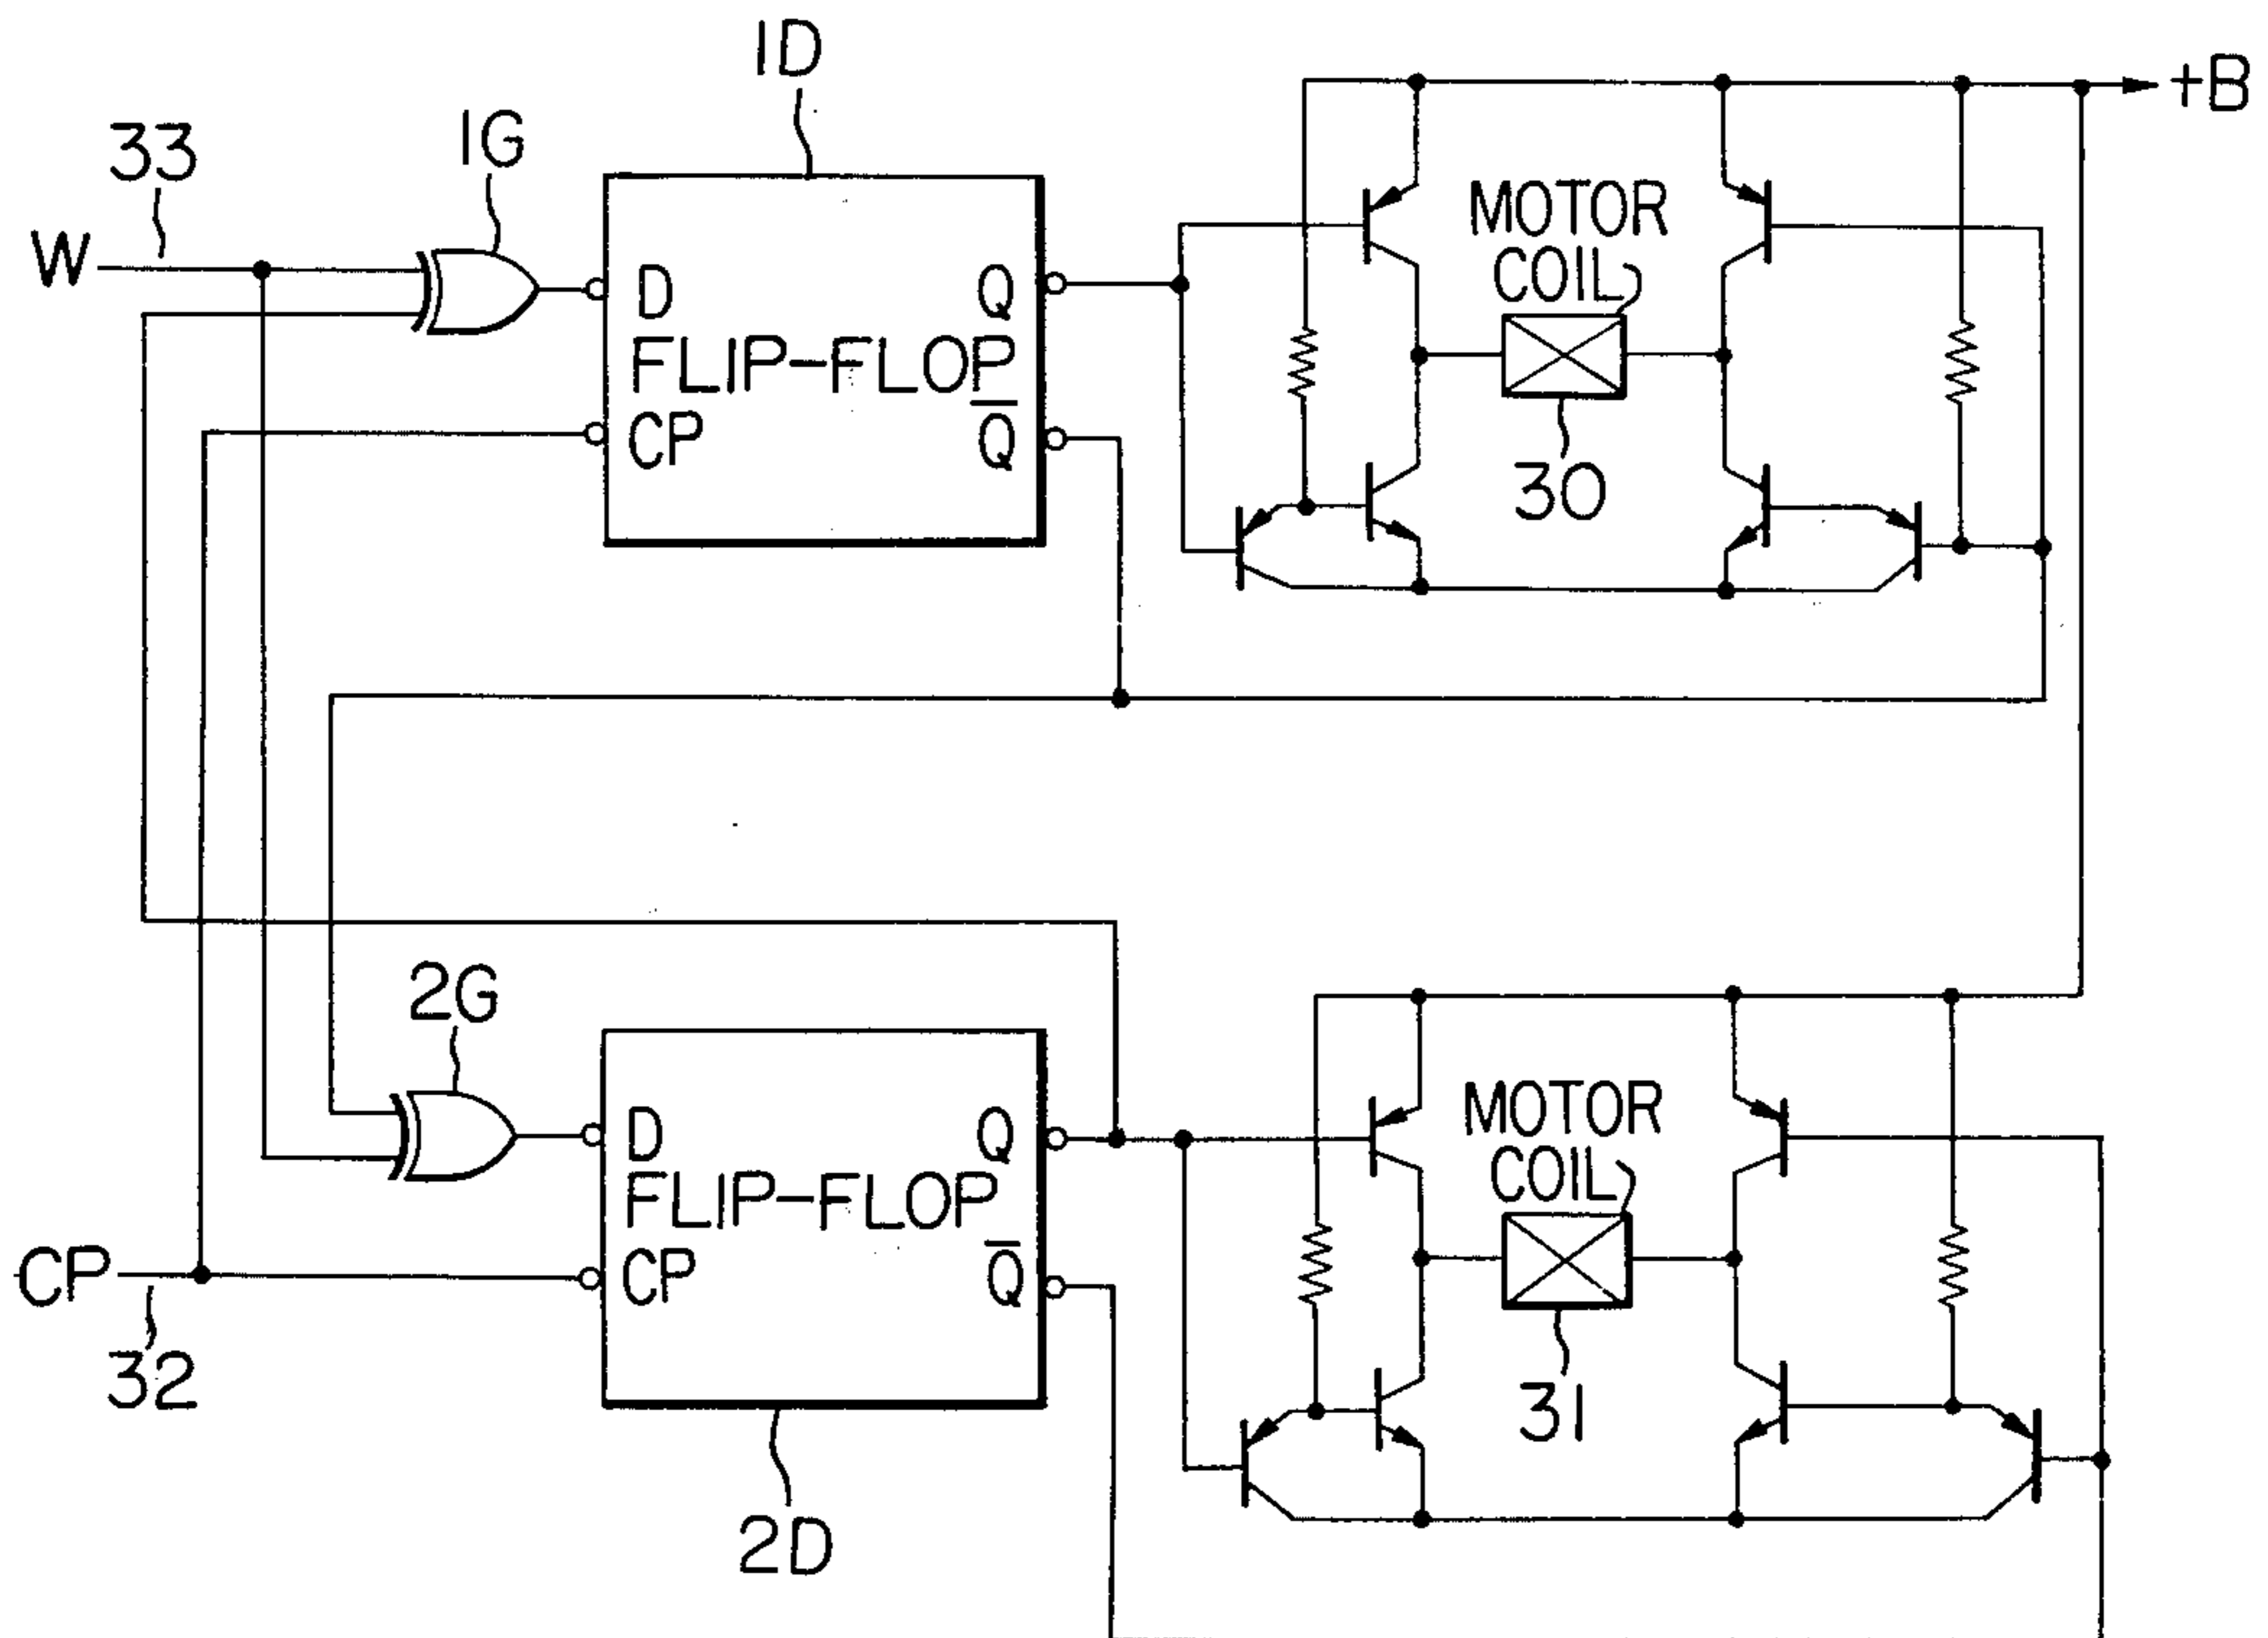 1D
+B
33
1G
W
D
Q
FLIP-FLOP
CP
Q̅
MOTOR
COIL
30
2G
D
Q
FLIP-FLOP
CP
Q̅
MOTOR
COIL
31
CP
32
2D